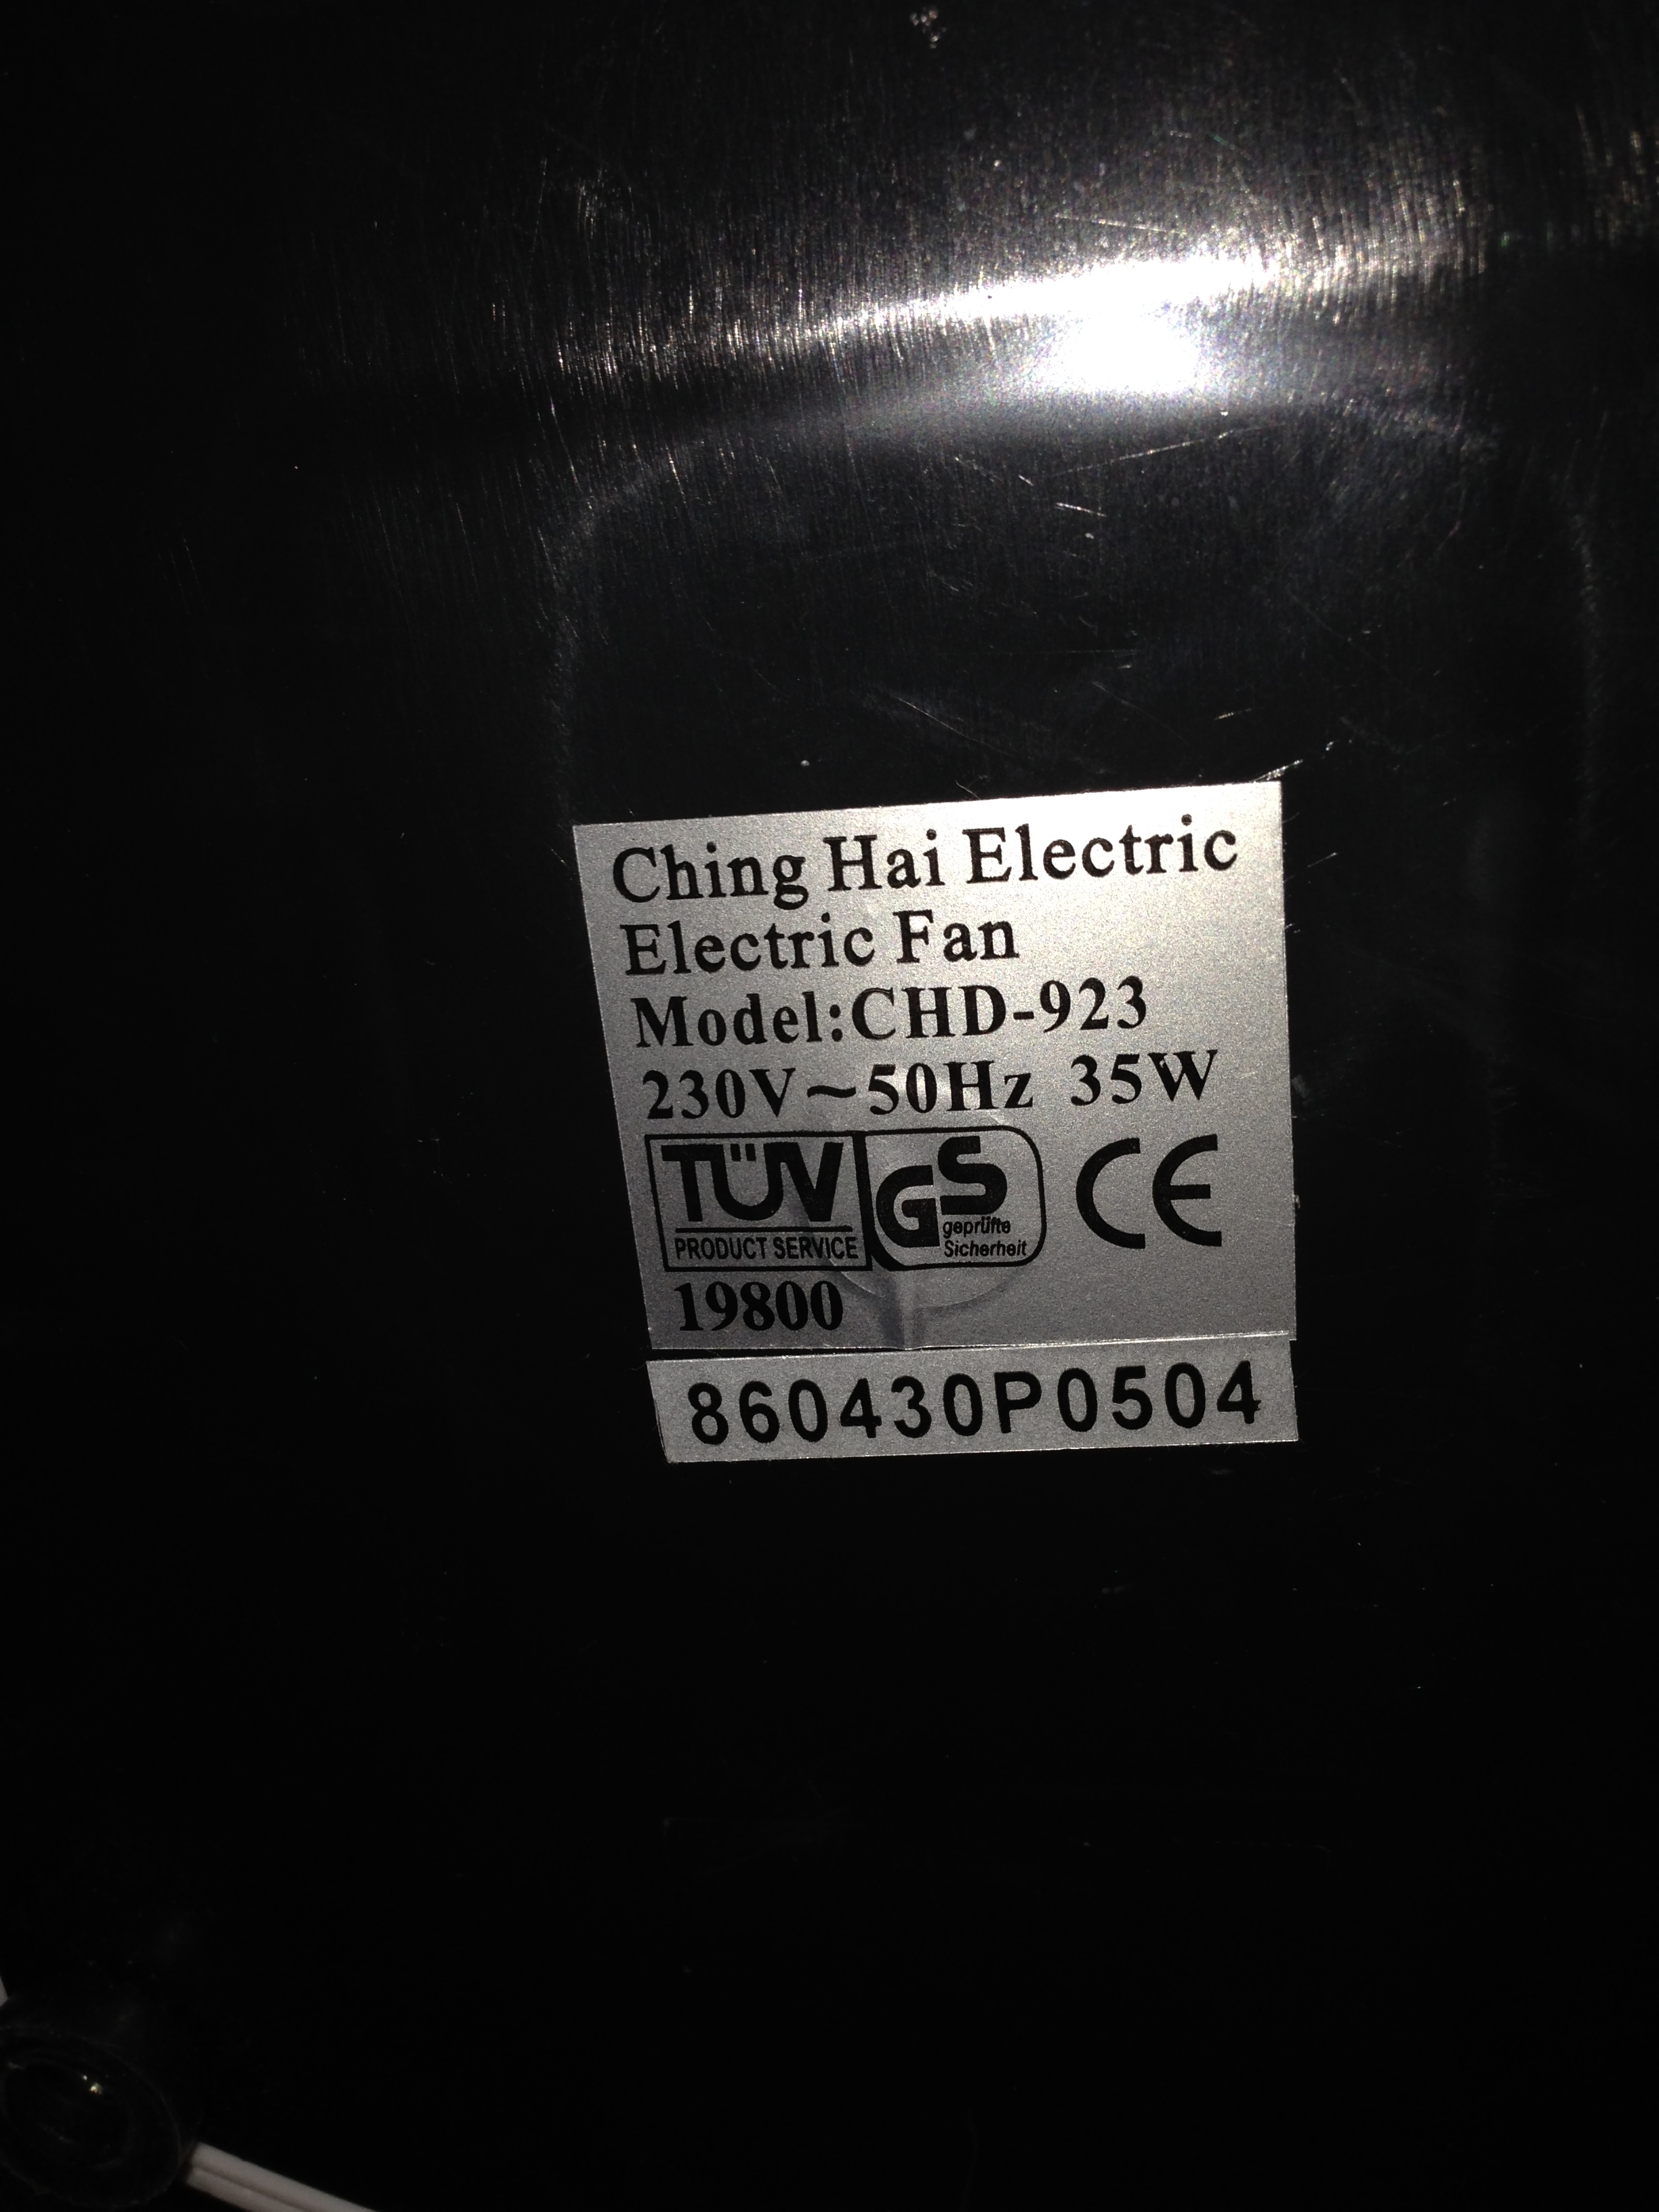 Ching Hai Electric
Electric Fan
Model:CHD-923
230V~50Hz 35W
TÜV
PRODUCT SERVICE
GS
geprüfte
Sicherheit
CE
19800
860430P0504